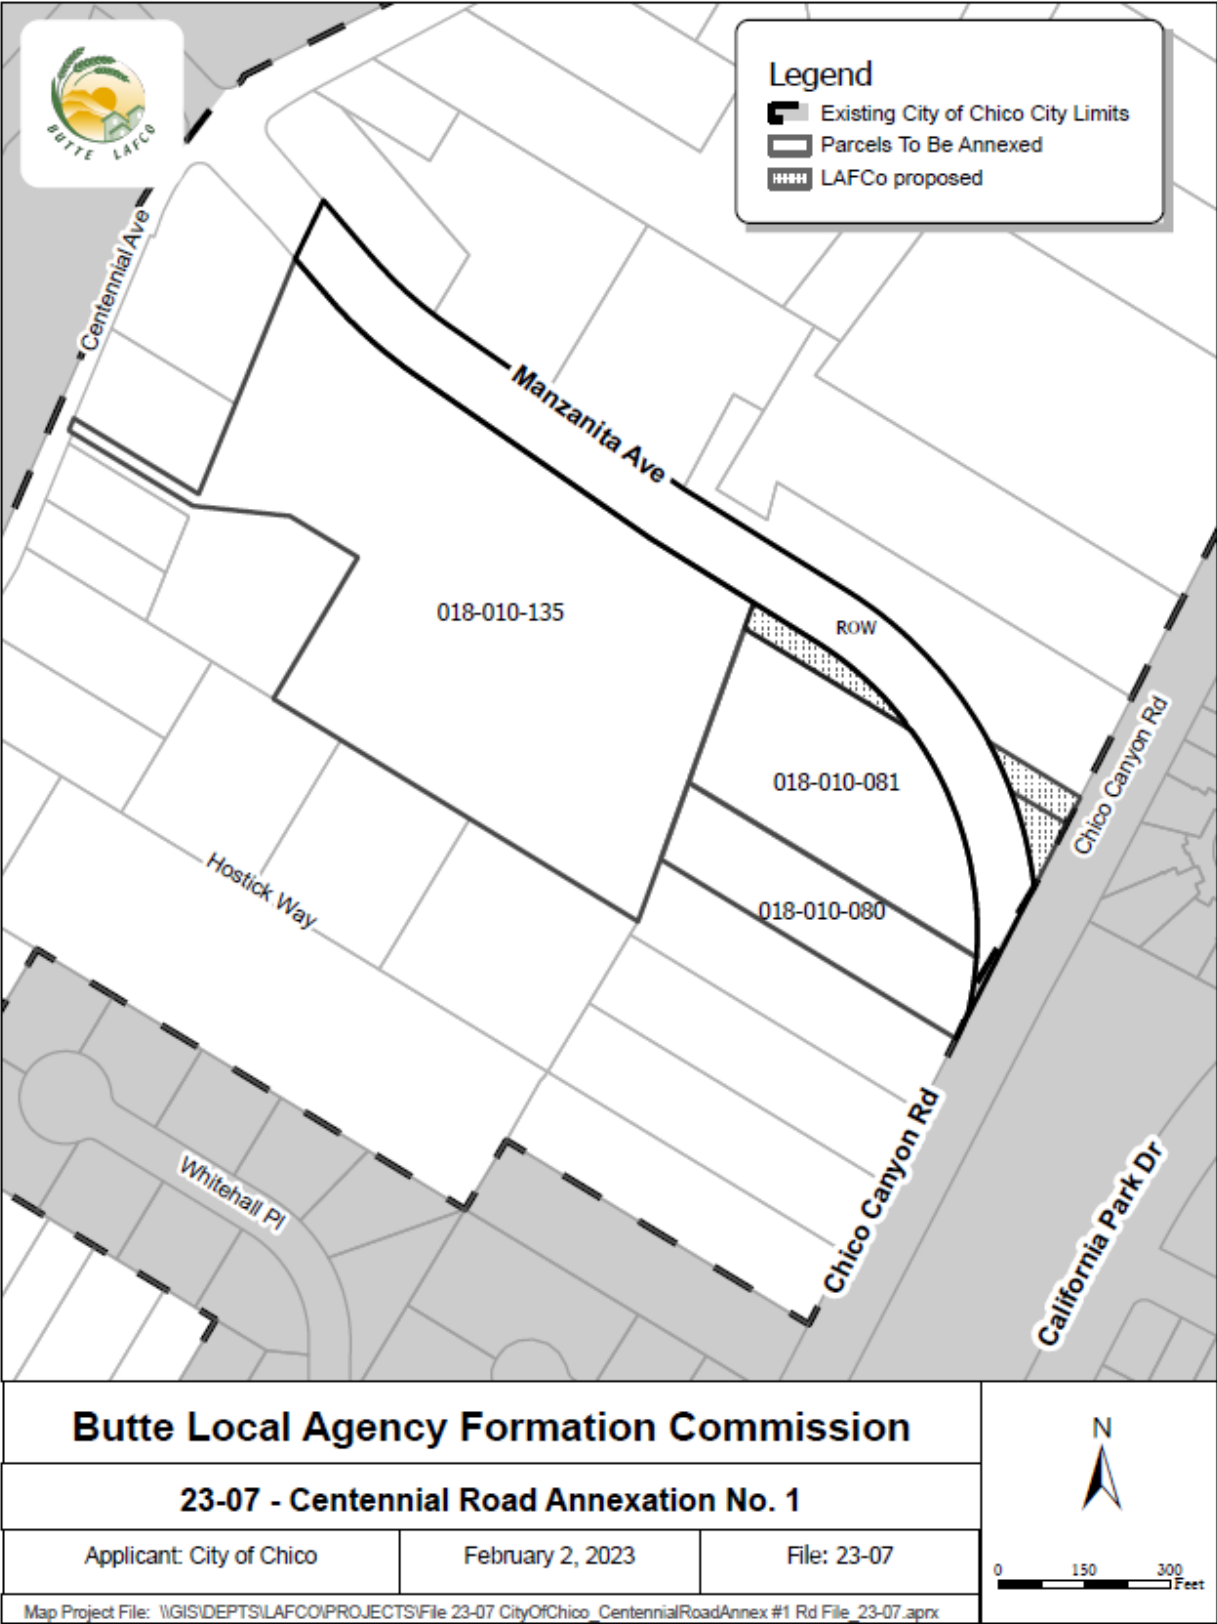 BUTTE LAFCO
Legend
Existing City of Chico City Limits
Parcels To Be Annexed
LAFCo proposed
Centennial Ave
Manzanita Ave
018-010-135
ROW
Chico Canyon Rd
018-010-081
018-010-080
Hostick Way
Whitehall Pl
Chico Canyon Rd
California Park Dr
Butte Local Agency Formation Commission
23-07 - Centennial Road Annexation No. 1
Applicant: City of Chico
February 2, 2023
File: 23-07
N
0 150 300
Feet
Map Project File: \\GIS\DEPTS\LAFCO\PROJECTS\File 23-07 CityOfChico_CentennialRoadAnnex #1 Rd File_23-07.aprx